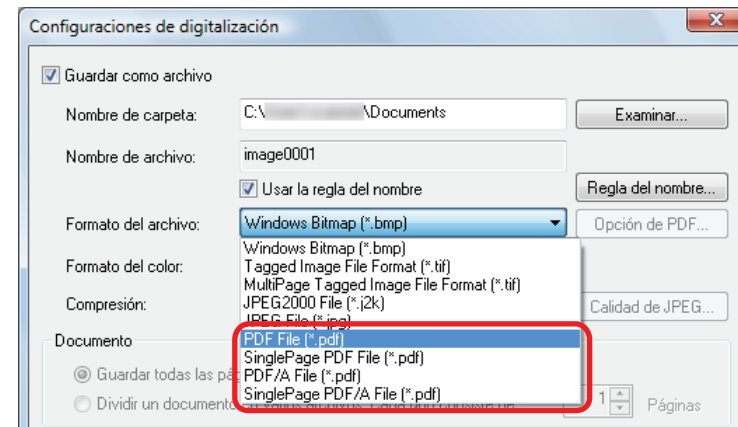 Configuraciones de digitalización
Guardar como archivo
Nombre de carpeta:
C:\ \Documents
Examinar...
Nombre de archivo:
image0001
Usar la regla del nombre
Regla del nombre...
Formato del archivo:
Windows Bitmap (*.bmp)
Opción de PDF...
Formato del color:
Windows Bitmap (*.bmp)
Tagged Image File Format (*.tif)
MultiPage Tagged Image File Format (*.tif)
Compresión:
JPEG2000 File (*.j2k)
JPEG File (*.jpg)
Calidad de JPEG...
Documento
PDF File (*.pdf)
SinglePage PDF File (*.pdf)
Guardar todas las pá
PDF/A File (*.pdf)
SinglePage PDF/A File (*.pdf)
Dividir un documento
1
Páginas